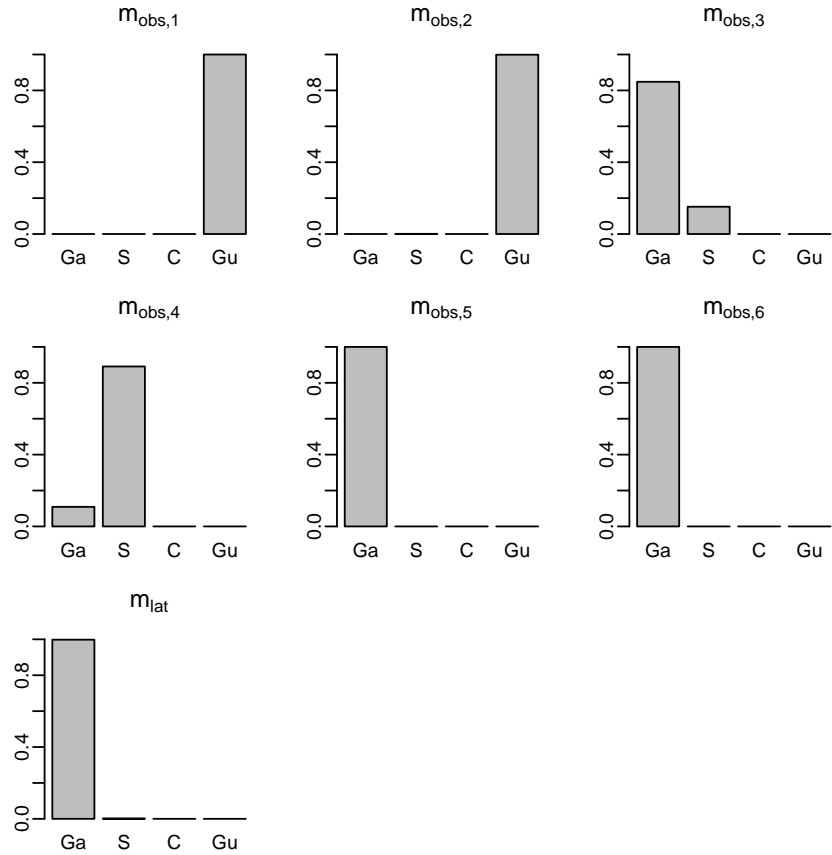 m_obs,1 m_obs,2 m_obs,3
0.0 0.4 0.8 0.0 0.4 0.8 0.0 0.4 0.8
Ga S C Gu Ga S C Gu Ga S C Gu
m_obs,4 m_obs,5 m_obs,6
0.0 0.4 0.8 0.0 0.4 0.8 0.0 0.4 0.8
Ga S C Gu Ga S C Gu Ga S C Gu
m_lat
0.0 0.4 0.8
Ga S C Gu